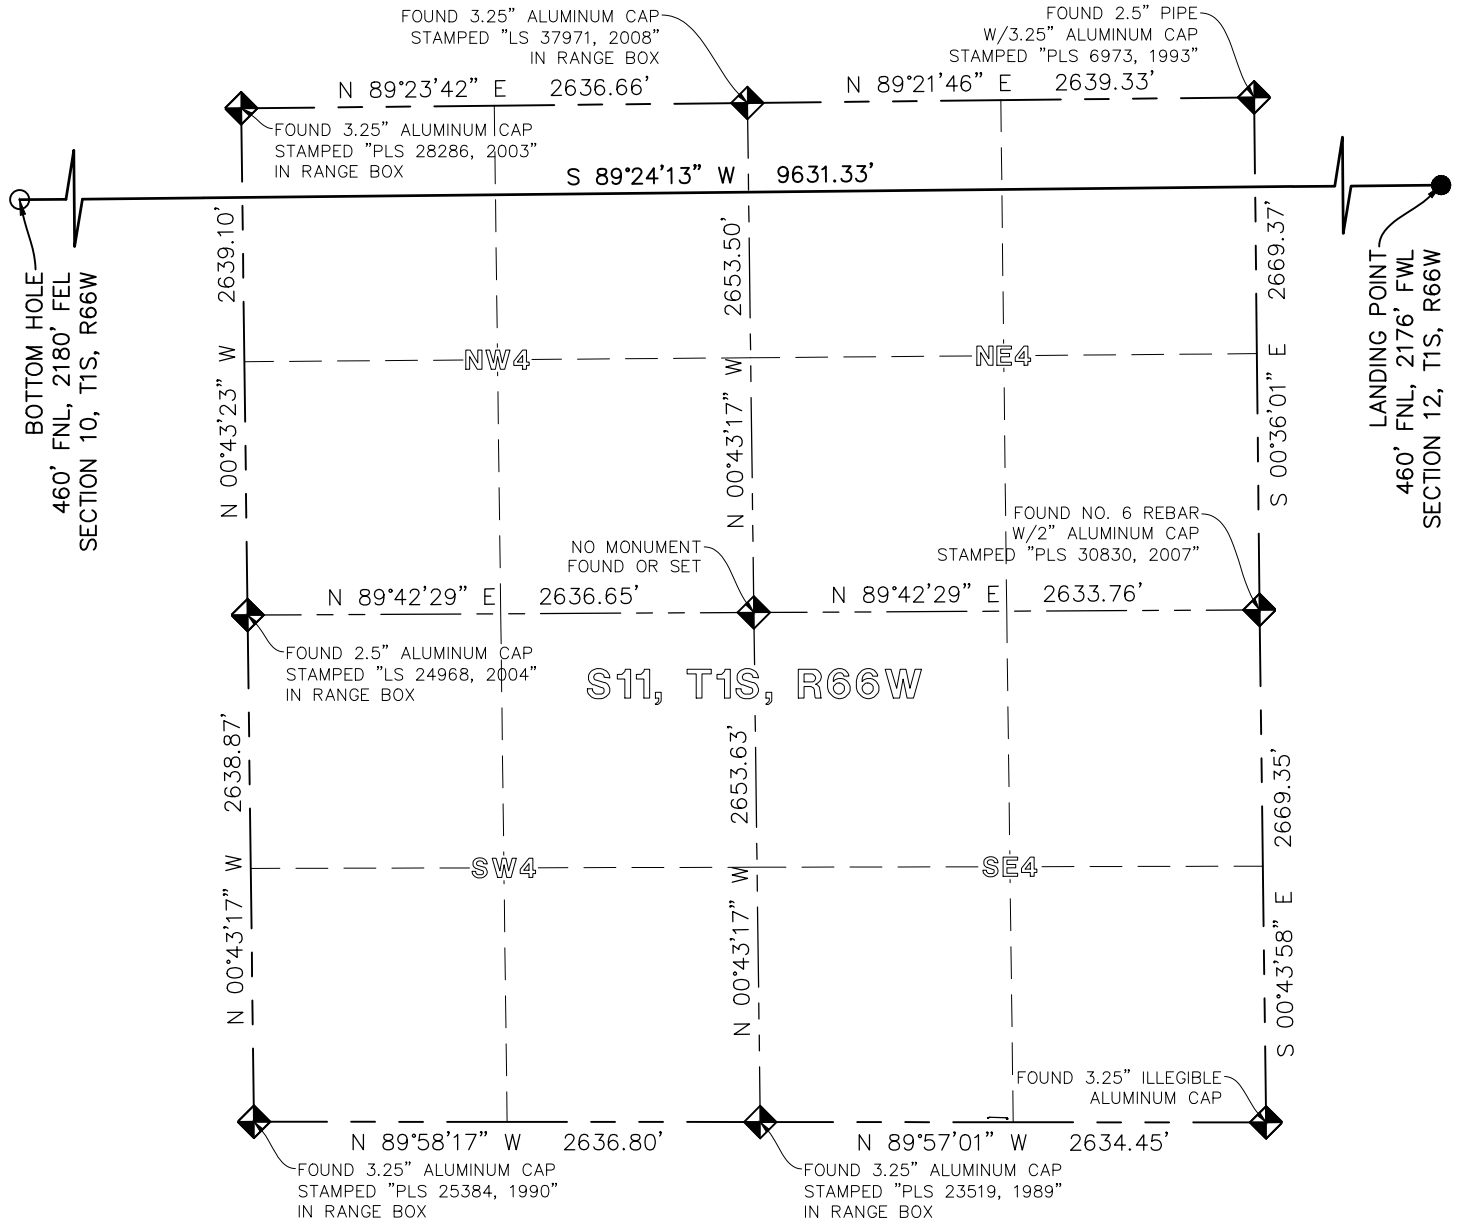 FOUND 3.25" ALUMINUM CAP
STAMPED "LS 37971, 2008"
IN RANGE BOX
FOUND 2.5" PIPE
W/3.25" ALUMINUM CAP
STAMPED "PLS 6973, 1993"
N 89°23'42" E 2636.66'
N 89°21'46" E 2639.33'
FOUND 3.25" ALUMINUM CAP
STAMPED "PLS 28286, 2003"
IN RANGE BOX
S 89°24'13" W 9631.33'
BOTTOM HOLE
460' FNL, 2180' FEL
SECTION 10, T1S, R66W
N 00°43'23" W 2639.10'
N 00°43'17" W 2653.50'
S 00°36'01" E 2669.37'
LANDING POINT
460' FNL, 2176' FWL
SECTION 12, T1S, R66W
NW4
NE4
NO MONUMENT
FOUND OR SET
FOUND NO. 6 REBAR
W/2" ALUMINUM CAP
STAMPED "PLS 30830, 2007"
N 89°42'29" E 2636.65'
N 89°42'29" E 2633.76'
FOUND 2.5" ALUMINUM CAP
STAMPED "LS 24968, 2004"
IN RANGE BOX
S11, T1S, R66W
N 00°43'17" W 2638.87'
N 00°43'17" W 2653.63'
S 00°43'58" E 2669.35'
SW4
SE4
FOUND 3.25" ILLEGIBLE
ALUMINUM CAP
N 89°58'17" W 2636.80'
N 89°57'01" W 2634.45'
FOUND 3.25" ALUMINUM CAP
STAMPED "PLS 25384, 1990"
IN RANGE BOX
FOUND 3.25" ALUMINUM CAP
STAMPED "PLS 23519, 1989"
IN RANGE BOX